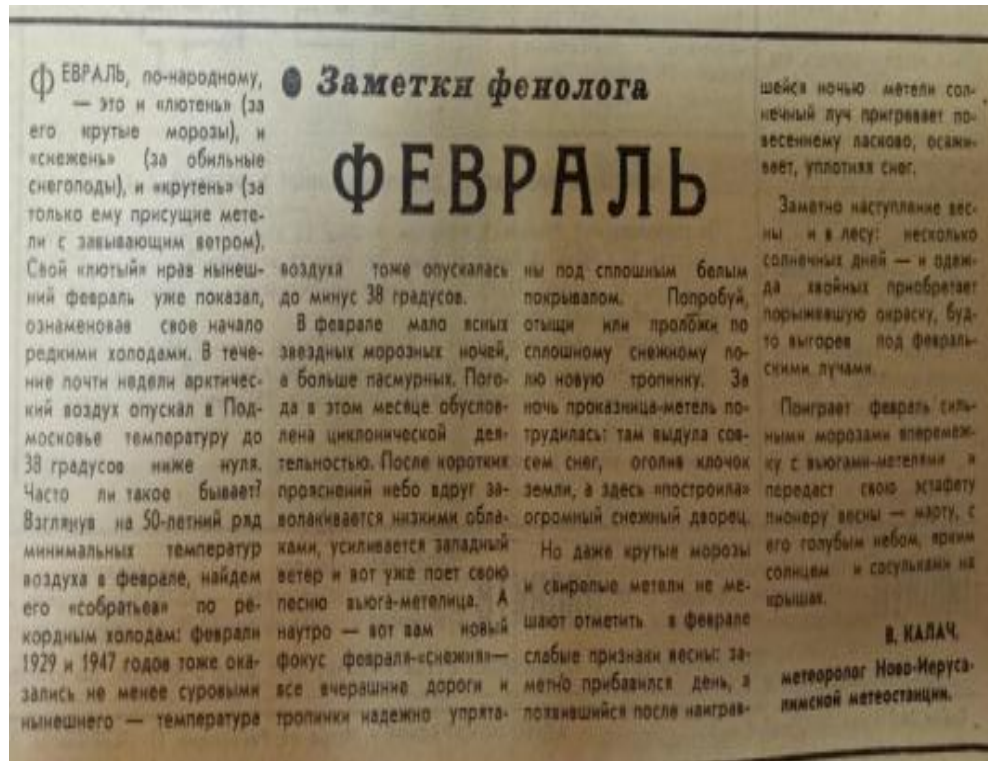 ● Заметки фенолога
ФЕВРАЛЬ
ФЕВРАЛЬ, по-народному,
— это и «лютень» (за
его крутые морозы), и
«снежень» (за обильные
снегопады), и «крутень» (за
только ему присущие мете-
ли с завывающим ветром).
Свой «лютый» нрав нынеш-
ний февраль уже показал,
ознаменовав свое начало
редкими холодами. В тече-
ние почти недели арктичес-
кий воздух опускал в Под-
московье температуру до
38 градусов ниже нуля.
Часто ли такое бывает?
Взглянув на 50-летний ряд
минимальных температур
воздуха в феврале, найдем
его «собратьев» по ре-
кордным холодам: феврали
1929 и 1947 годов тоже ока-
зались не менее суровыми
нынешнего — температура
воздуха тоже опускалась
до минус 38 градусов.
В феврале мало ясных
звездных морозных ночей,
а больше пасмурных. Пого-
да в этом месяце обуслов-
лена циклонической дея-
тельностью. После коротких
прояснений небо вдруг за-
волакивается низкими обла-
ками, усиливается западный
ветер и вот уже поет свою
песню вьюга-метелица. А
наутро — вот вам новый
фокус февраля-«снежня»—
все вчерашние дороги и
тропинки надежно упрята-
ны под сплошным белым
покрывалом. Попробуй,
отыщи или проложи по
сплошному снежному по-
лю новую тропинку. За
ночь проказница-метель по-
трудилась: там выдула сов-
сем снег, оголив клочок
земли, а здесь «построила»
огромный снежный дворец.
Но даже крутые морозы
и свирепые метели не ме-
шают отметить в феврале
слабые признаки весны: за-
метно прибавился день, а
появившийся после наиграв-
шейся ночью метели сол-
нечный луч пригревает по-
весеннему ласково, осажи-
вает, уплотняя снег.
Заметно наступление вес-
ны и в лесу: несколько
солнечных дней — и одеж-
да хвойных приобретает
порыжевшую окраску, буд-
то выгорев под февраль-
скими лучами.
Поиграет февраль силь-
ными морозами вперемеж-
ку с вьюгами-метелями и
передаст свою эстафету
пионеру весны — марту, с
его голубым небом, ярким
солнцем и сосульками на
крышах.
В. КАЛАЧ,
метеоролог Ново-Иеруса-
лимской метеостанции.